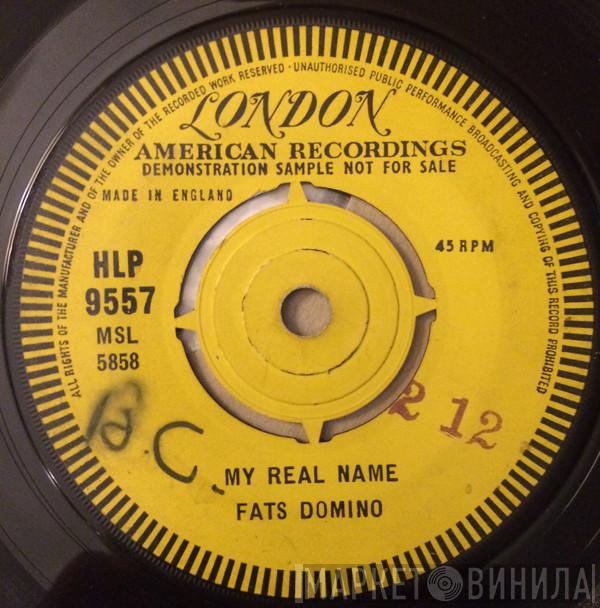 ALL RIGHTS OF THE MANUFACTURER AND OF THE OWNER OF THE RECORDED WORK RESERVED · UNAUTHORISED PUBLIC PERFORMANCE BROADCASTING AND COPYING OF THIS RECORD PROHIBITED
LONDON
AMERICAN RECORDINGS
DEMONSTRATION SAMPLE NOT FOR SALE
MADE IN ENGLAND
45 RPM
HLP
9557
MSL
5858
B.C.
2 12
MY REAL NAME
FATS DOMINO
МАРКЕТ ВИНИЛА